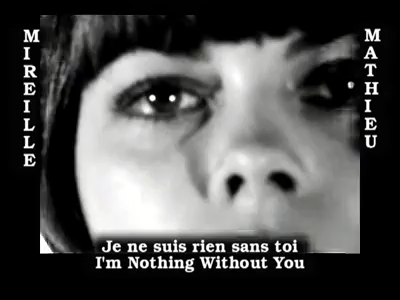 MIREILLE
MATHIEU
Je ne suis rien sans toi
I'm Nothing Without You